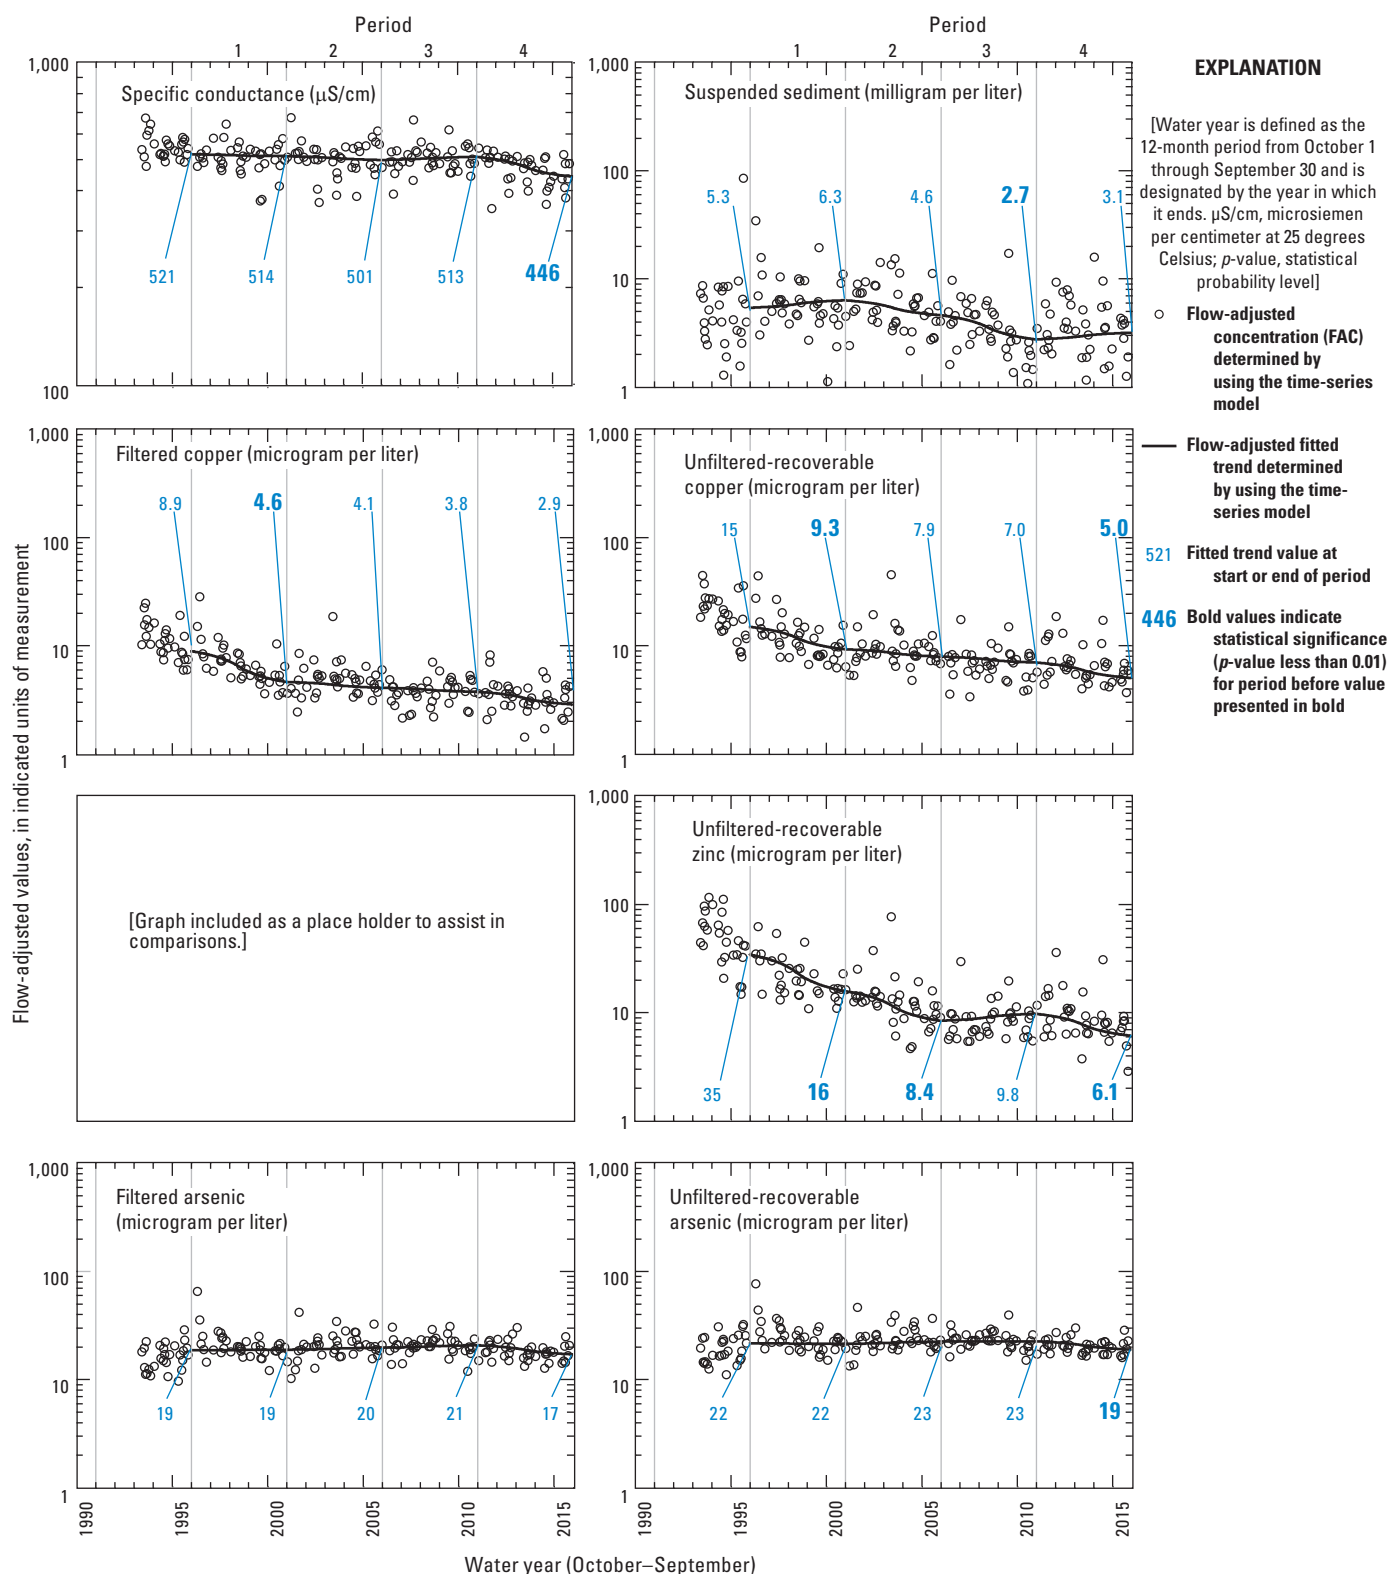 Period
1 2 3 4
Period
1 2 3 4
1,000
100
Specific conductance (µS/cm)
521 514 501 513 446
1,000
100
10
1
Suspended sediment (milligram per liter)
5.3 6.3 4.6 2.7 3.1
EXPLANATION
[Water year is defined as the
12-month period from October 1
through September 30 and is
designated by the year in which
it ends. µS/cm, microsiemen
per centimeter at 25 degrees
Celsius; p-value, statistical
probability level]
Flow-adjusted
concentration (FAC)
determined by
using the time-series
model
Flow-adjusted fitted
trend determined
by using the time-
series model
521 Fitted trend value at
start or end of period
446 Bold values indicate
statistical significance
(p-value less than 0.01)
for period before value
presented in bold
Flow-adjusted values, in indicated units of measurement
1,000
100
10
1
Filtered copper (microgram per liter)
8.9 4.6 4.1 3.8 2.9
1,000
100
10
1
Unfiltered-recoverable
copper (microgram per liter)
15 9.3 7.9 7.0 5.0
[Graph included as a place holder to assist in
comparisons.]
1,000
100
10
1
Unfiltered-recoverable
zinc (microgram per liter)
35 16 8.4 9.8 6.1
1,000
100
10
1
Filtered arsenic
(microgram per liter)
19 19 20 21 17
1990 1995 2000 2005 2010 2015
1,000
100
10
1
Unfiltered-recoverable
arsenic (microgram per liter)
22 22 23 23 19
1990 1995 2000 2005 2010 2015
Water year (October–September)